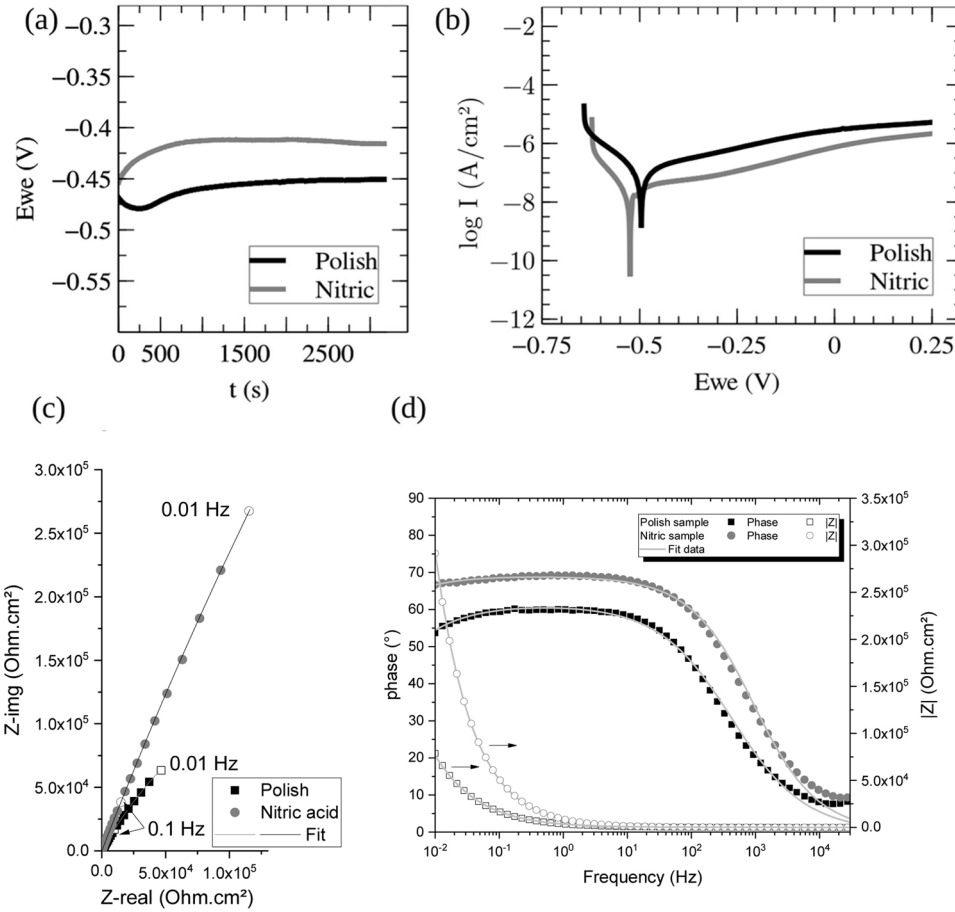 (a)
−0.3
−0.35
−0.4
−0.45
−0.5
−0.55
Ewe (V)
Polish
Nitric
0 500 1500 2500
t (s)
(b)
−2
−4
−6
−8
−10
−12
log I (A/cm²)
Polish
Nitric
−0.75 −0.5 −0.25 0 0.25
Ewe (V)
(c)
3.0x10⁵
2.5x10⁵
2.0x10⁵
1.5x10⁵
1.0x10⁵
5.0x10⁴
0.0
Z-img (Ohm.cm²)
0.01 Hz
0.01 Hz
0.1 Hz
Polish
Nitric acid
Fit
0.0 5.0x10⁴ 1.0x10⁵
Z-real (Ohm.cm²)
(d)
90
80
70
60
50
40
30
20
10
0
phase (°)
Polish sample Phase |Z|
Nitric sample Phase |Z|
Fit data
3.5x10⁵
3.0x10⁵
2.5x10⁵
2.0x10⁵
1.5x10⁵
1.0x10⁵
5.0x10⁴
0.0
|Z| (Ohm.cm²)
10⁻² 10⁻¹ 10⁰ 10¹ 10² 10³ 10⁴
Frequency (Hz)